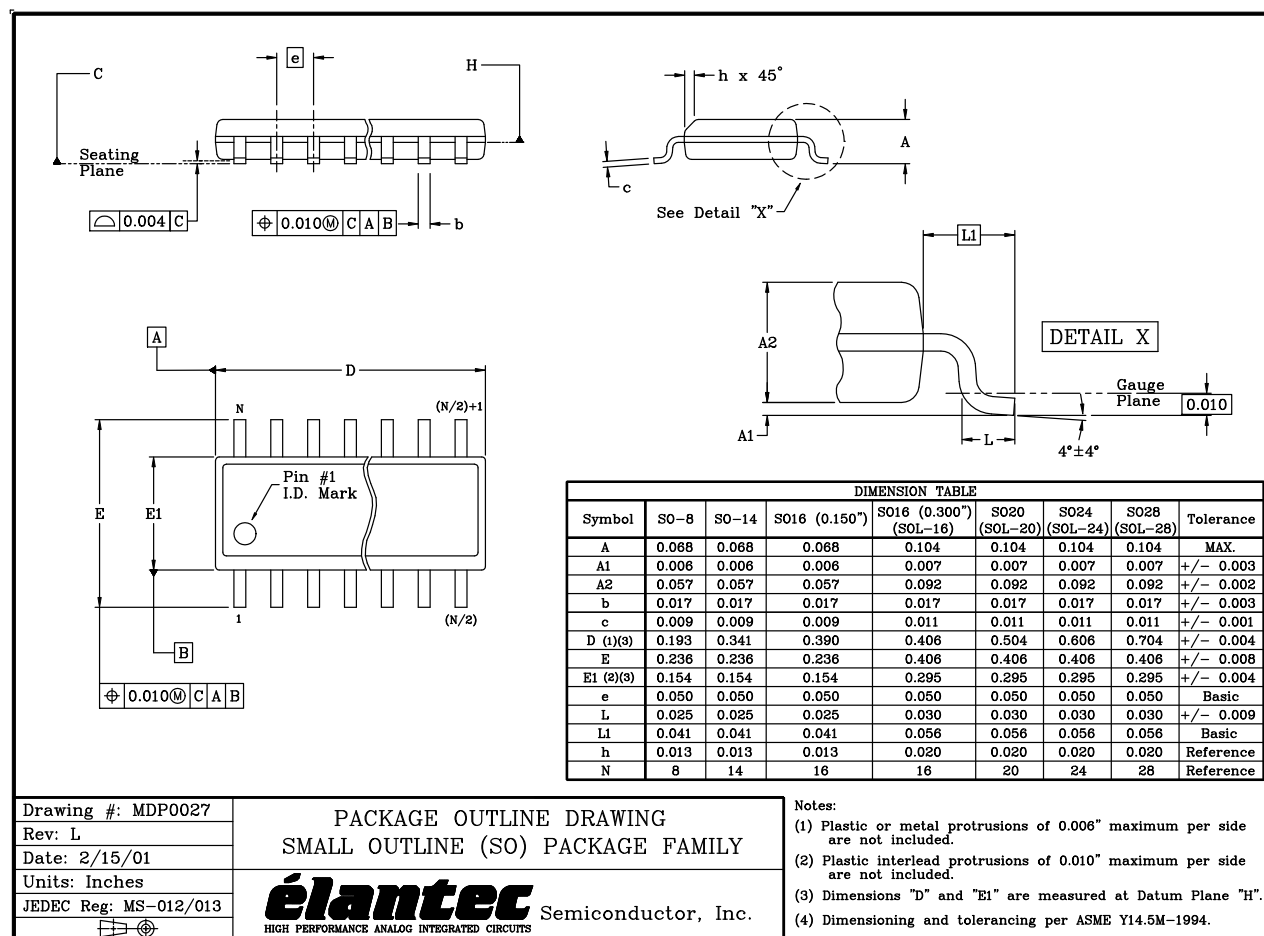 C
e
H
Seating
Plane
0.004 C
0.010Ⓜ C A B
b
h x 45°
A
c
See Detail "X"
L1
A2
DETAIL X
Gauge
Plane
0.010
A1
L
4°±4°
A
D
N
(N/2)+1
Pin #1
I.D. Mark
E
E1
1
(N/2)
B
0.010Ⓜ C A B
DIMENSION TABLE
Symbol SO-8 SO-14 SO16 (0.150") SO16 (0.300") (SOL-16) SO20 (SOL-20) SO24 (SOL-24) SO28 (SOL-28) Tolerance
A 0.068 0.068 0.068 0.104 0.104 0.104 0.104 MAX.
A1 0.006 0.006 0.006 0.007 0.007 0.007 0.007 +/- 0.003
A2 0.057 0.057 0.057 0.092 0.092 0.092 0.092 +/- 0.002
b 0.017 0.017 0.017 0.017 0.017 0.017 0.017 +/- 0.003
c 0.009 0.009 0.009 0.011 0.011 0.011 0.011 +/- 0.001
D (1)(3) 0.193 0.341 0.390 0.406 0.504 0.606 0.704 +/- 0.004
E 0.236 0.236 0.236 0.406 0.406 0.406 0.406 +/- 0.008
E1 (2)(3) 0.154 0.154 0.154 0.295 0.295 0.295 0.295 +/- 0.004
e 0.050 0.050 0.050 0.050 0.050 0.050 0.050 Basic
L 0.025 0.025 0.025 0.030 0.030 0.030 0.030 +/- 0.009
L1 0.041 0.041 0.041 0.056 0.056 0.056 0.056 Basic
h 0.013 0.013 0.013 0.020 0.020 0.020 0.020 Reference
N 8 14 16 16 20 24 28 Reference
Drawing #: MDP0027
Rev: L
Date: 2/15/01
Units: Inches
JEDEC Reg: MS-012/013
PACKAGE OUTLINE DRAWING
SMALL OUTLINE (SO) PACKAGE FAMILY
élantec Semiconductor, Inc.
HIGH PERFORMANCE ANALOG INTEGRATED CIRCUITS
Notes:
(1) Plastic or metal protrusions of 0.006" maximum per side
are not included.
(2) Plastic interlead protrusions of 0.010" maximum per side
are not included.
(3) Dimensions "D" and "E1" are measured at Datum Plane "H".
(4) Dimensioning and tolerancing per ASME Y14.5M-1994.